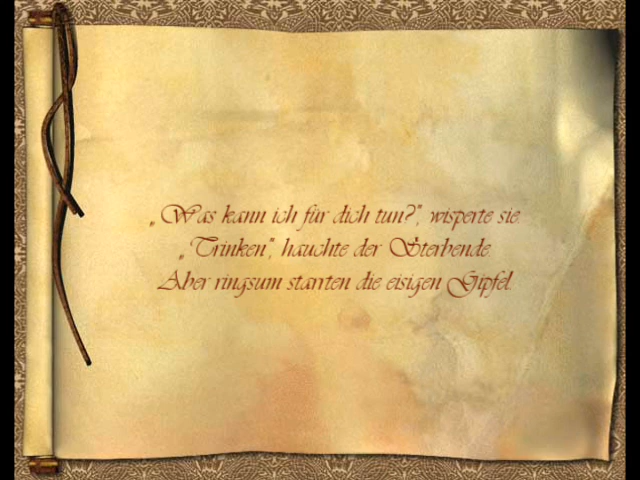 „Was kann ich für dich tun?“, wisperte sie.
„Trinken“, hauchte der Sterbende.
Aber ringsum starrten die eisigen Gipfel.